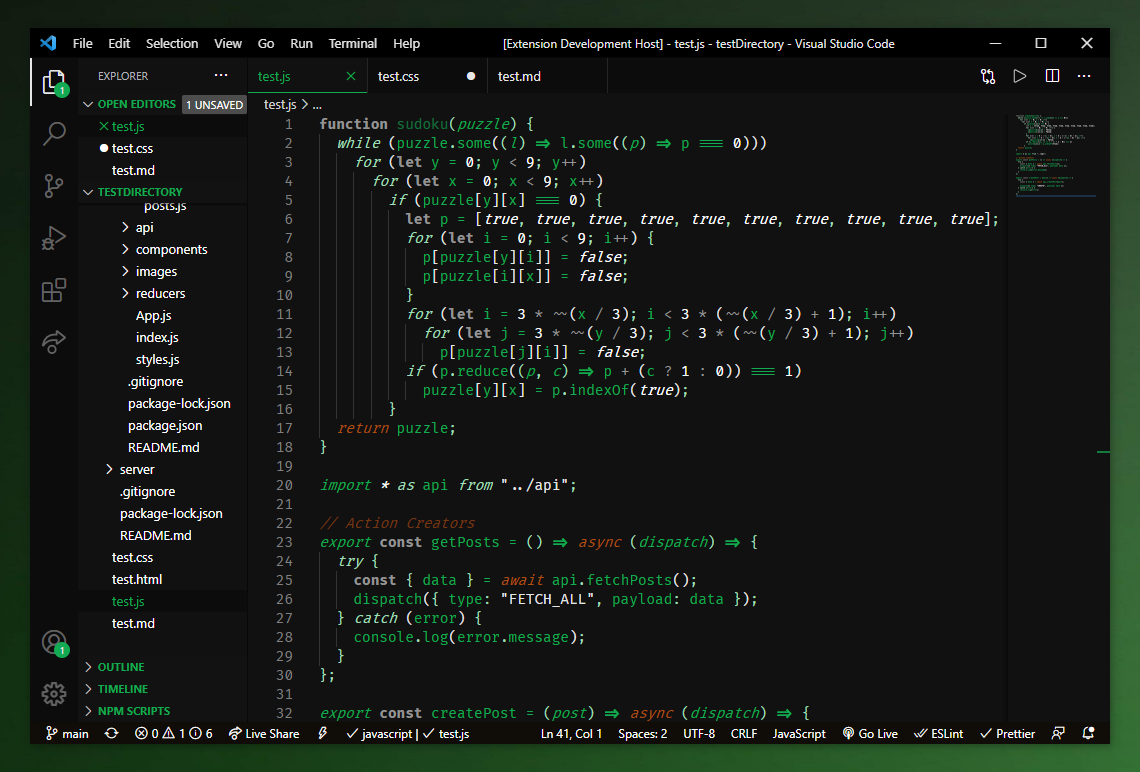 File Edit Selection View Go Run Terminal Help [Extension Development Host] - test.js - testDirectory - Visual Studio Code
EXPLORER ...
OPEN EDITORS 1 UNSAVED
test.js
test.css
test.md
TESTDIRECTORY
posts.js
api
components
images
reducers
App.js
index.js
styles.js
.gitignore
package-lock.json
package.json
README.md
server
.gitignore
package-lock.json
README.md
test.css
test.html
test.js
test.md
OUTLINE
TIMELINE
NPM SCRIPTS
1
1
test.js test.css test.md
test.js > ...
1 function sudoku(puzzle) {
2 while (puzzle.some((l) => l.some((p) => p === 0)))
3 for (let y = 0; y < 9; y++)
4 for (let x = 0; x < 9; x++)
5 if (puzzle[y][x] === 0) {
6 let p = [true, true, true, true, true, true, true, true, true, true];
7 for (let i = 0; i < 9; i++) {
8 p[puzzle[y][i]] = false;
9 p[puzzle[i][x]] = false;
10 }
11 for (let i = 3 * ~~(x / 3); i < 3 * (~~(x / 3) + 1); i++)
12 for (let j = 3 * ~~(y / 3); j < 3 * (~~(y / 3) + 1); j++)
13 p[puzzle[j][i]] = false;
14 if (p.reduce((p, c) => p + (c ? 1 : 0)) === 1)
15 puzzle[y][x] = p.indexOf(true);
16 }
17 return puzzle;
18 }
19
20 import * as api from "../api";
21
22 // Action Creators
23 export const getPosts = () => async (dispatch) => {
24 try {
25 const { data } = await api.fetchPosts();
26 dispatch({ type: "FETCH_ALL", payload: data });
27 } catch (error) {
28 console.log(error.message);
29 }
30 };
31
32 export const createPost = (post) => async (dispatch) => {
main 0 1 6 Live Share javascript | test.js Ln 41, Col 1 Spaces: 2 UTF-8 CRLF JavaScript Go Live ESLint Prettier